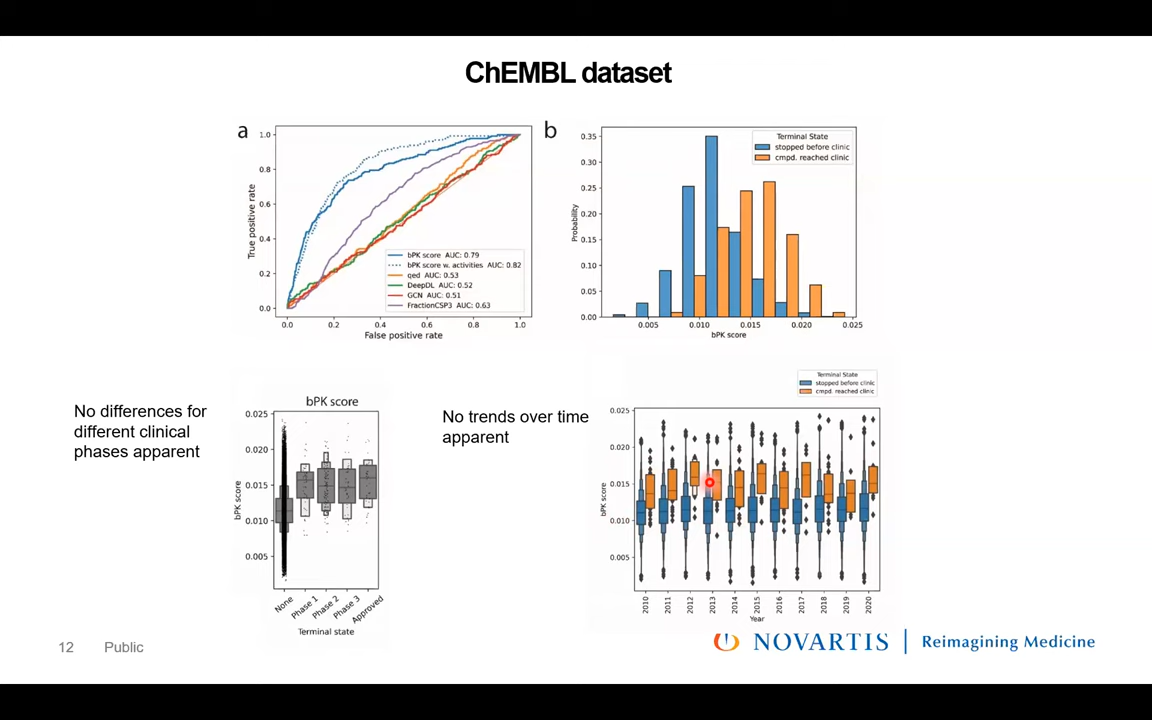 ChEMBL dataset
a
1.0
0.8
0.6
0.4
0.2
0.0
True positive rate
bPK score AUC: 0.79
bPK score w. activities AUC: 0.82
qed AUC: 0.53
DeepDL AUC: 0.52
GCN AUC: 0.51
FractionCSP3 AUC: 0.63
0.0 0.2 0.4 0.6 0.8 1.0
False positive rate
b
Terminal State
stopped before clinic
cmpd. reached clinic
0.35
0.30
0.25
0.20
0.15
0.10
0.05
0.00
Probability
0.005 0.010 0.015 0.020 0.025
bPK score
No differences for
different clinical
phases apparent
bPK score
0.025
0.020
0.015
0.010
0.005
bPK score
None Phase 1 Phase 2 Phase 3 Approved
Terminal state
No trends over time
apparent
Terminal State
stopped before clinic
cmpd. reached clinic
0.025
0.020
0.015
0.010
0.005
bPK score
2010 2011 2012 2013 2014 2015 2016 2017 2018 2019 2020
Year
12 Public
NOVARTIS | Reimagining Medicine